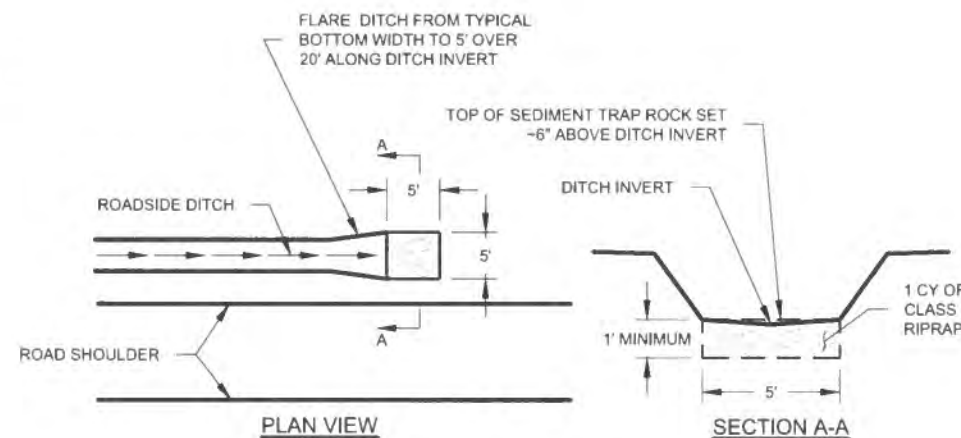 FLARE DITCH FROM TYPICAL
BOTTOM WIDTH TO 5' OVER
20' ALONG DITCH INVERT
TOP OF SEDIMENT TRAP ROCK SET
~6" ABOVE DITCH INVERT
A
5'
DITCH INVERT
ROADSIDE DITCH
5'
1 CY OF
CLASS
RIPRAP
1' MINIMUM
A
ROAD SHOULDER
5'
PLAN VIEW
SECTION A-A